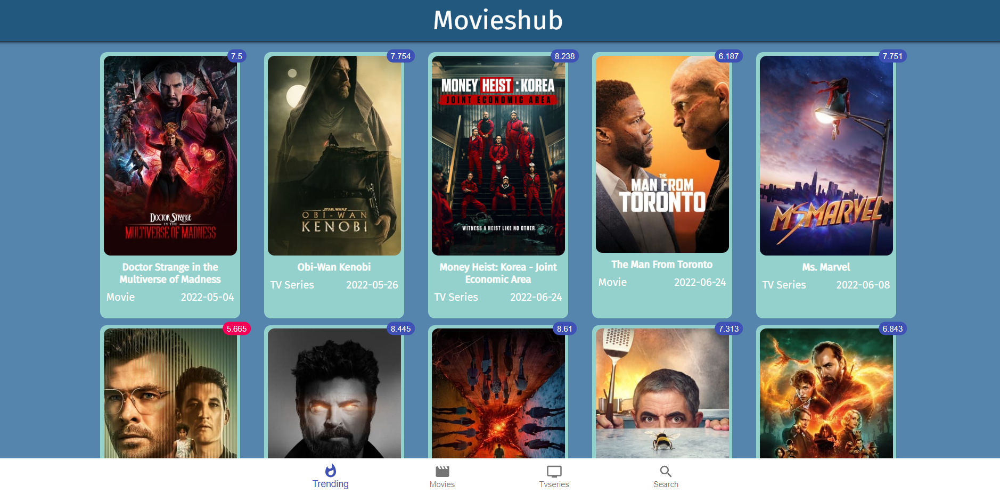 Movieshub
7.5
7.754
8.238
6.187
7.751
DOCTOR STRANGE
IN THE
MULTIVERSE OF MADNESS
STAR WARS
OBI-WAN
KENOBI
MONEY HEIST : KOREA
JOINT ECONOMIC AREA
WITNESS A HEIST LIKE NO OTHER
THE
MAN FROM
TORONTO
MS. MARVEL
Doctor Strange in the
Multiverse of Madness
Movie 2022-05-04
Obi-Wan Kenobi
TV Series 2022-05-26
Money Heist: Korea - Joint
Economic Area
TV Series 2022-06-24
The Man From Toronto
Movie 2022-06-24
Ms. Marvel
TV Series 2022-06-08
5.665
8.445
8.61
7.313
6.843
Trending
Movies
Tvseries
Search